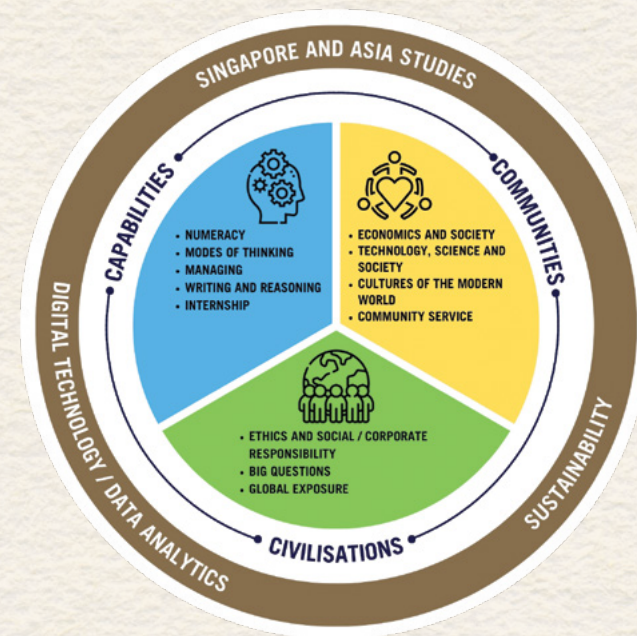 SINGAPORE AND ASIA STUDIES
CAPABILITIES
COMMUNITIES
• NUMERACY
• MODES OF THINKING
• MANAGING
• WRITING AND REASONING
• INTERNSHIP
• ECONOMICS AND SOCIETY
• TECHNOLOGY, SCIENCE AND
SOCIETY
• CULTURES OF THE MODERN
WORLD
• COMMUNITY SERVICE
• ETHICS AND SOCIAL / CORPORATE
RESPONSIBILITY
• BIG QUESTIONS
• GLOBAL EXPOSURE
CIVILISATIONS
DIGITAL TECHNOLOGY / DATA ANALYTICS
SUSTAINABILITY